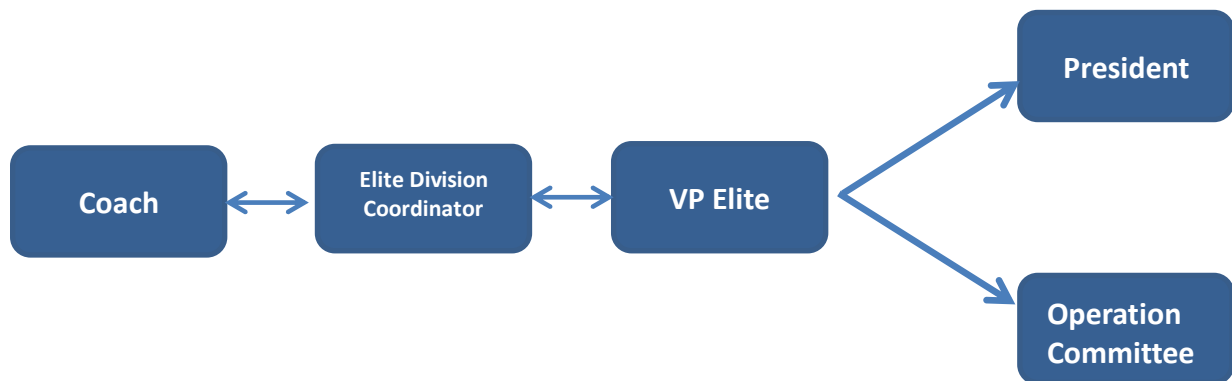 President
Coach
Elite Division
Coordinator
VP Elite
Operation
Committee